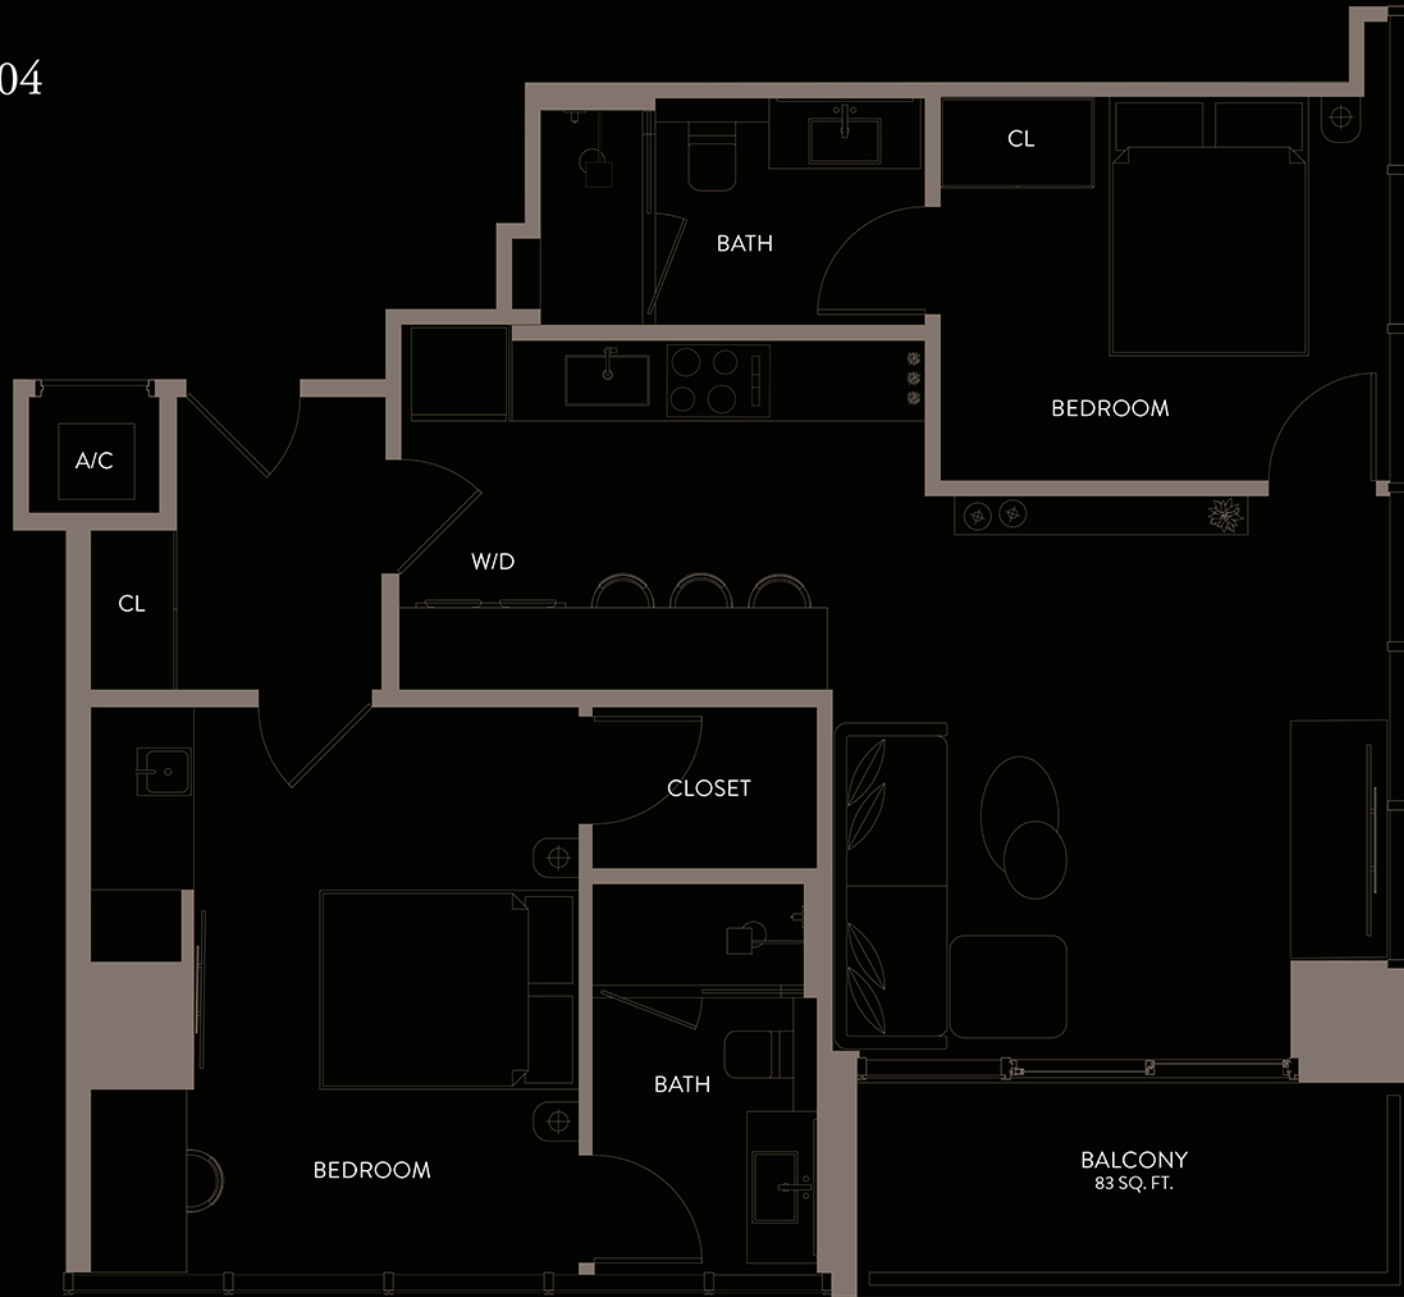 04
CL
BATH
BEDROOM
A/C
W/D
CL
CLOSET
BATH
BEDROOM
BALCONY
83 SQ. FT.